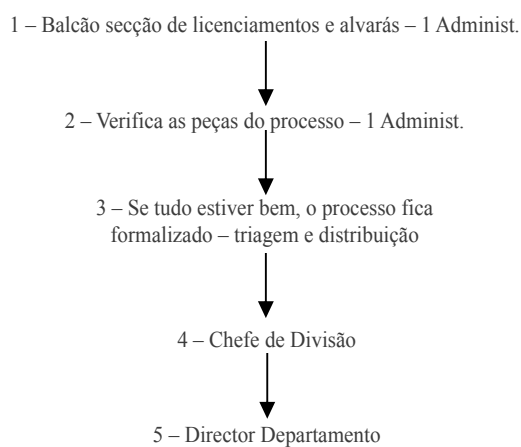 1 – Balcão secção de licenciamentos e alvarás – 1 Administ.
2 – Verifica as peças do processo – 1 Administ.
3 – Se tudo estiver bem, o processo fica
formalizado – triagem e distribuição
4 – Chefe de Divisão
5 – Director Departamento